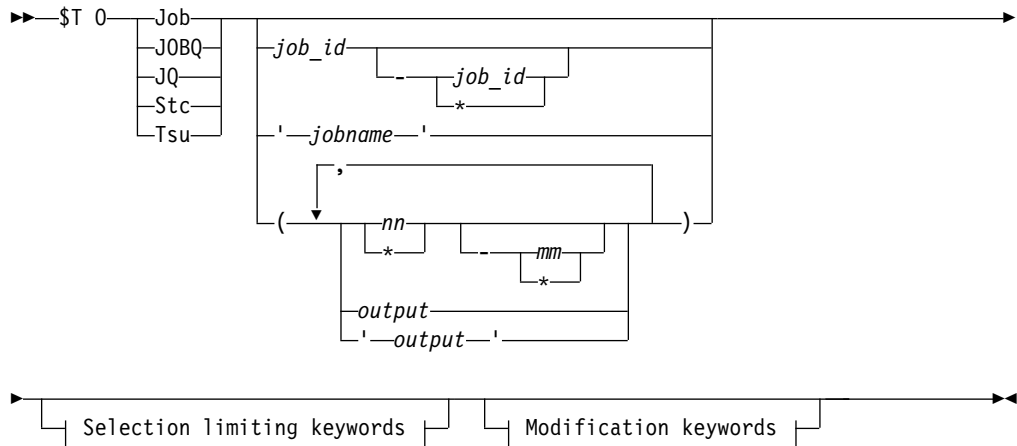 $T O Job
JOBQ job_id
JQ - job_id
Stc *
Tsu ' jobname '
,
( nn )
* - mm
*
output
' output '
Selection limiting keywords Modification keywords